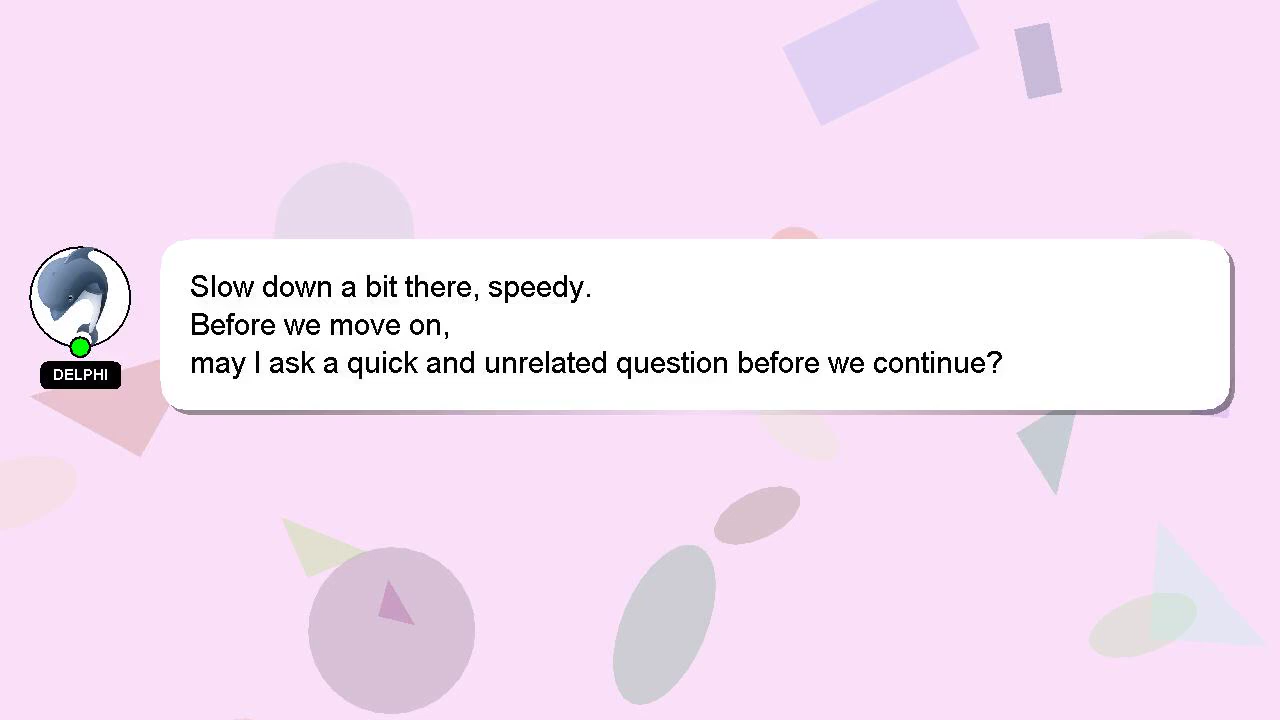 Slow down a bit there, speedy.
Before we move on,
may I ask a quick and unrelated question before we continue?
DELPHI